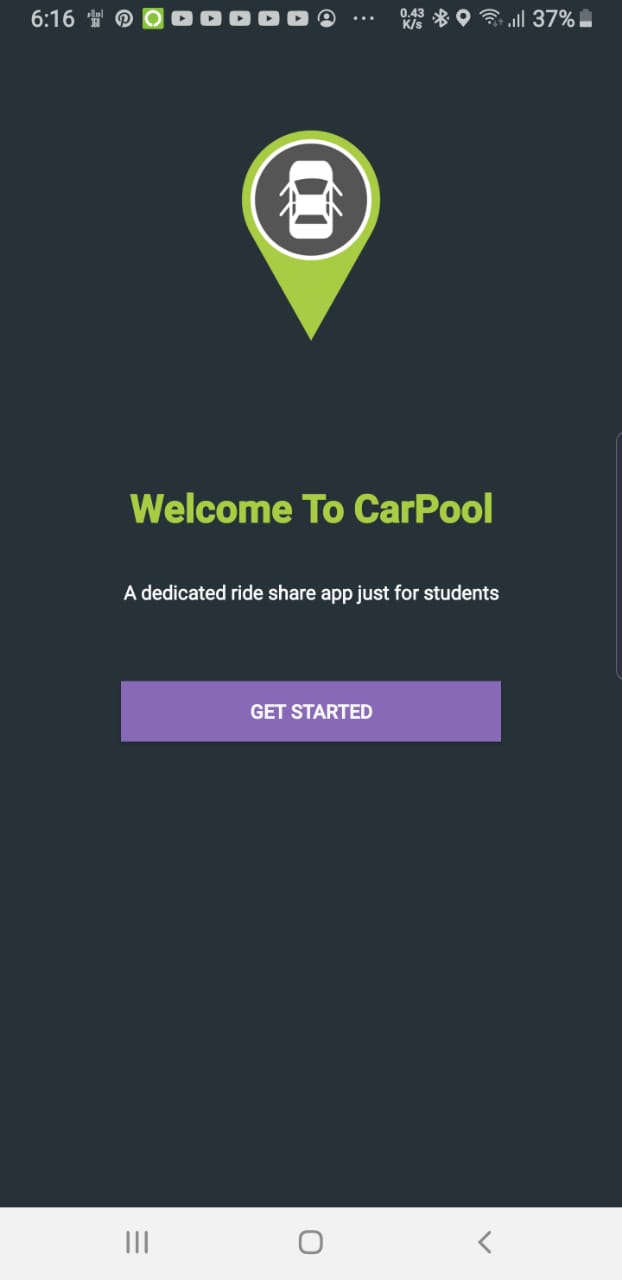 6:16
0.43
K/s
37%
Welcome To CarPool
A dedicated ride share app just for students
GET STARTED